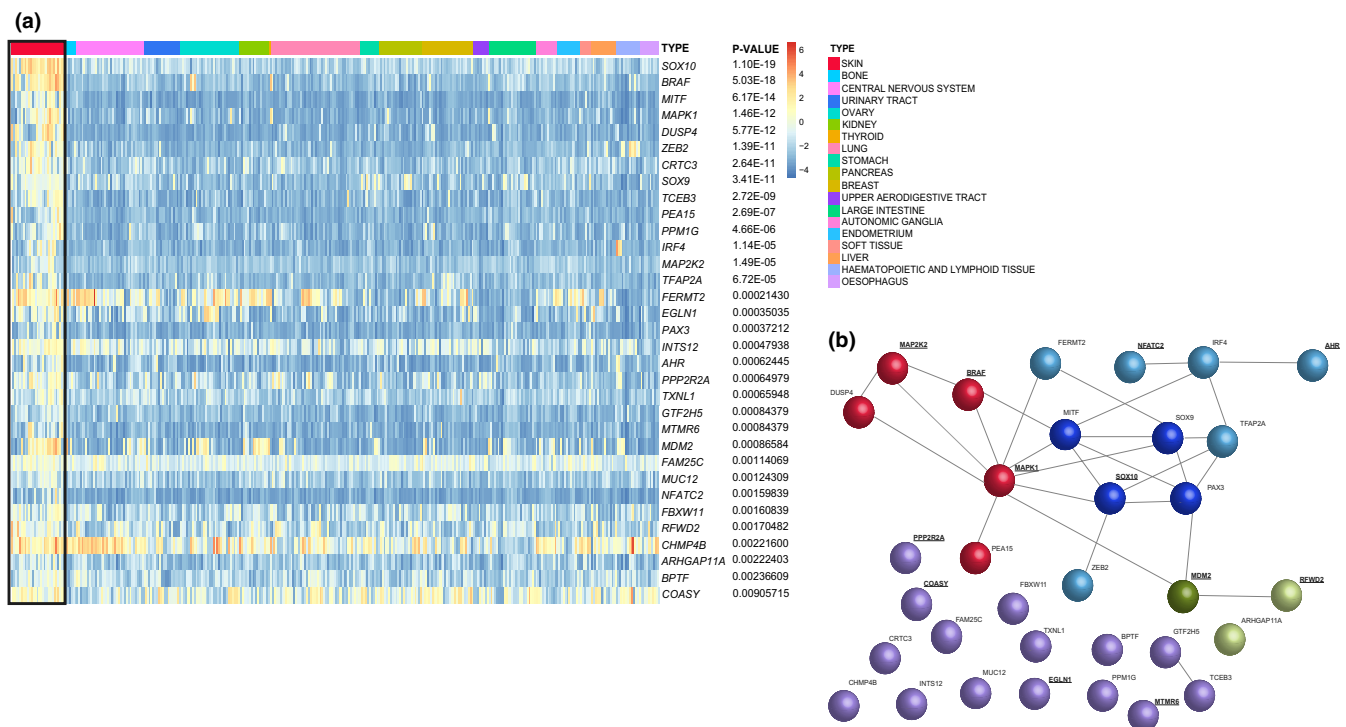 (a)
TYPE P-VALUE
SOX10 1.10E-19
BRAF 5.03E-18
MITF 6.17E-14
MAPK1 1.46E-12
DUSP4 5.77E-12
ZEB2 1.39E-11
CRTC3 2.64E-11
SOX9 3.41E-11
TCEB3 2.72E-09
PEA15 2.69E-07
PPM1G 4.66E-06
IRF4 1.14E-05
MAP2K2 1.49E-05
TFAP2A 6.72E-05
FERMT2 0.00021430
EGLN1 0.00035035
PAX3 0.00037212
INTS12 0.00047938
AHR 0.00062445
PPP2R2A 0.00064979
TXNL1 0.00065948
GTF2H5 0.00084379
MTMR6 0.00084379
MDM2 0.00086584
FAM25C 0.00114069
MUC12 0.00124309
NFATC2 0.00159839
FBXW11 0.00160839
RFWD2 0.00170482
CHMP4B 0.00221600
ARHGAP11A 0.00222403
BPTF 0.00236609
COASY 0.00905715
6
4
2
0
−2
−4
TYPE
SKIN
BONE
CENTRAL NERVOUS SYSTEM
URINARY TRACT
OVARY
KIDNEY
THYROID
LUNG
STOMACH
PANCREAS
BREAST
UPPER AERODIGESTIVE TRACT
LARGE INTESTINE
AUTONOMIC GANGLIA
ENDOMETRIUM
SOFT TISSUE
LIVER
HAEMATOPOIETIC AND LYMPHOID TISSUE
OESOPHAGUS
(b)
MAP2K2 FERMT2 NFATC2 IRF4 AHR
BRAF
DUSP4
MITF SOX9 TFAP2A
MAPK1 SOX10 PAX3
PPP2R2A PEA15
ZEB2
COASY FBXW11 MDM2 RFWD2
FAM25C TXNL1 BPTF GTF2H5 ARHGAP11A
CRTC3
CHMP4B INTS12 MUC12 EGLN1 PPM1G TCEB3
MTMR6